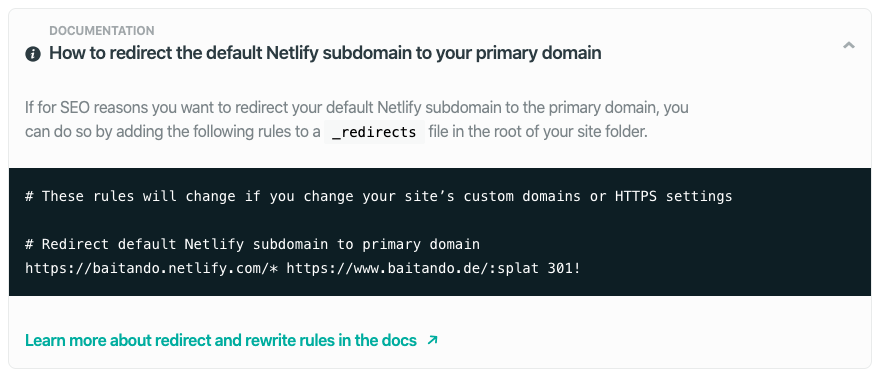 DOCUMENTATION
How to redirect the default Netlify subdomain to your primary domain
If for SEO reasons you want to redirect your default Netlify subdomain to the primary domain, you
can do so by adding the following rules to a _redirects file in the root of your site folder.
# These rules will change if you change your site’s custom domains or HTTPS settings
# Redirect default Netlify subdomain to primary domain
https://baitando.netlify.com/* https://www.baitando.de/:splat 301!
Learn more about redirect and rewrite rules in the docs ↗